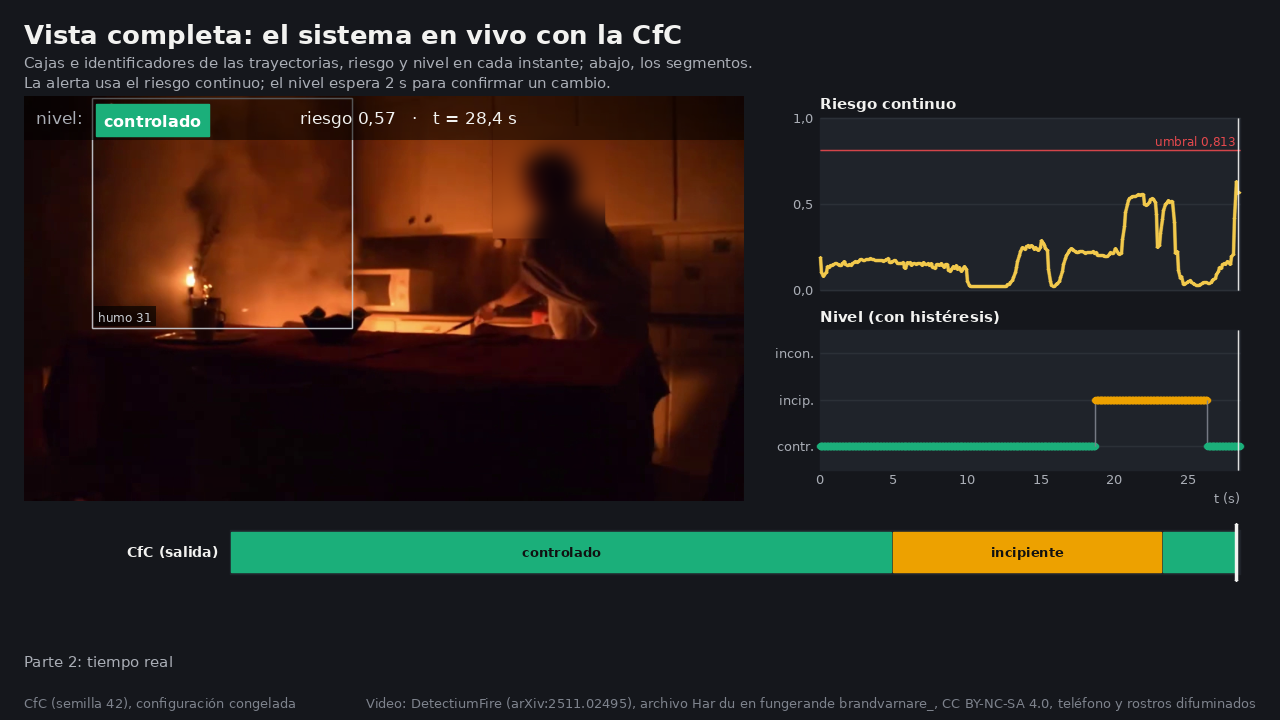 Vista completa: el sistema en vivo con la CfC
Cajas e identificadores de las trayectorias, riesgo y nivel en cada instante; abajo, los segmentos.
La alerta usa el riesgo continuo; el nivel espera 2 s para confirmar un cambio.
nivel: controlado riesgo 0,57 · t = 28,4 s
humo 31
Riesgo continuo
1,0
umbral 0,813
0,5
0,0
Nivel (con histéresis)
incon.
incip.
contr.
0 5 10 15 20 25
t (s)
CfC (salida) controlado incipiente
Parte 2: tiempo real
CfC (semilla 42), configuración congelada Video: DetectiumFire (arXiv:2511.02495), archivo Har du en fungerande brandvarnare_, CC BY-NC-SA 4.0, teléfono y rostros difuminados